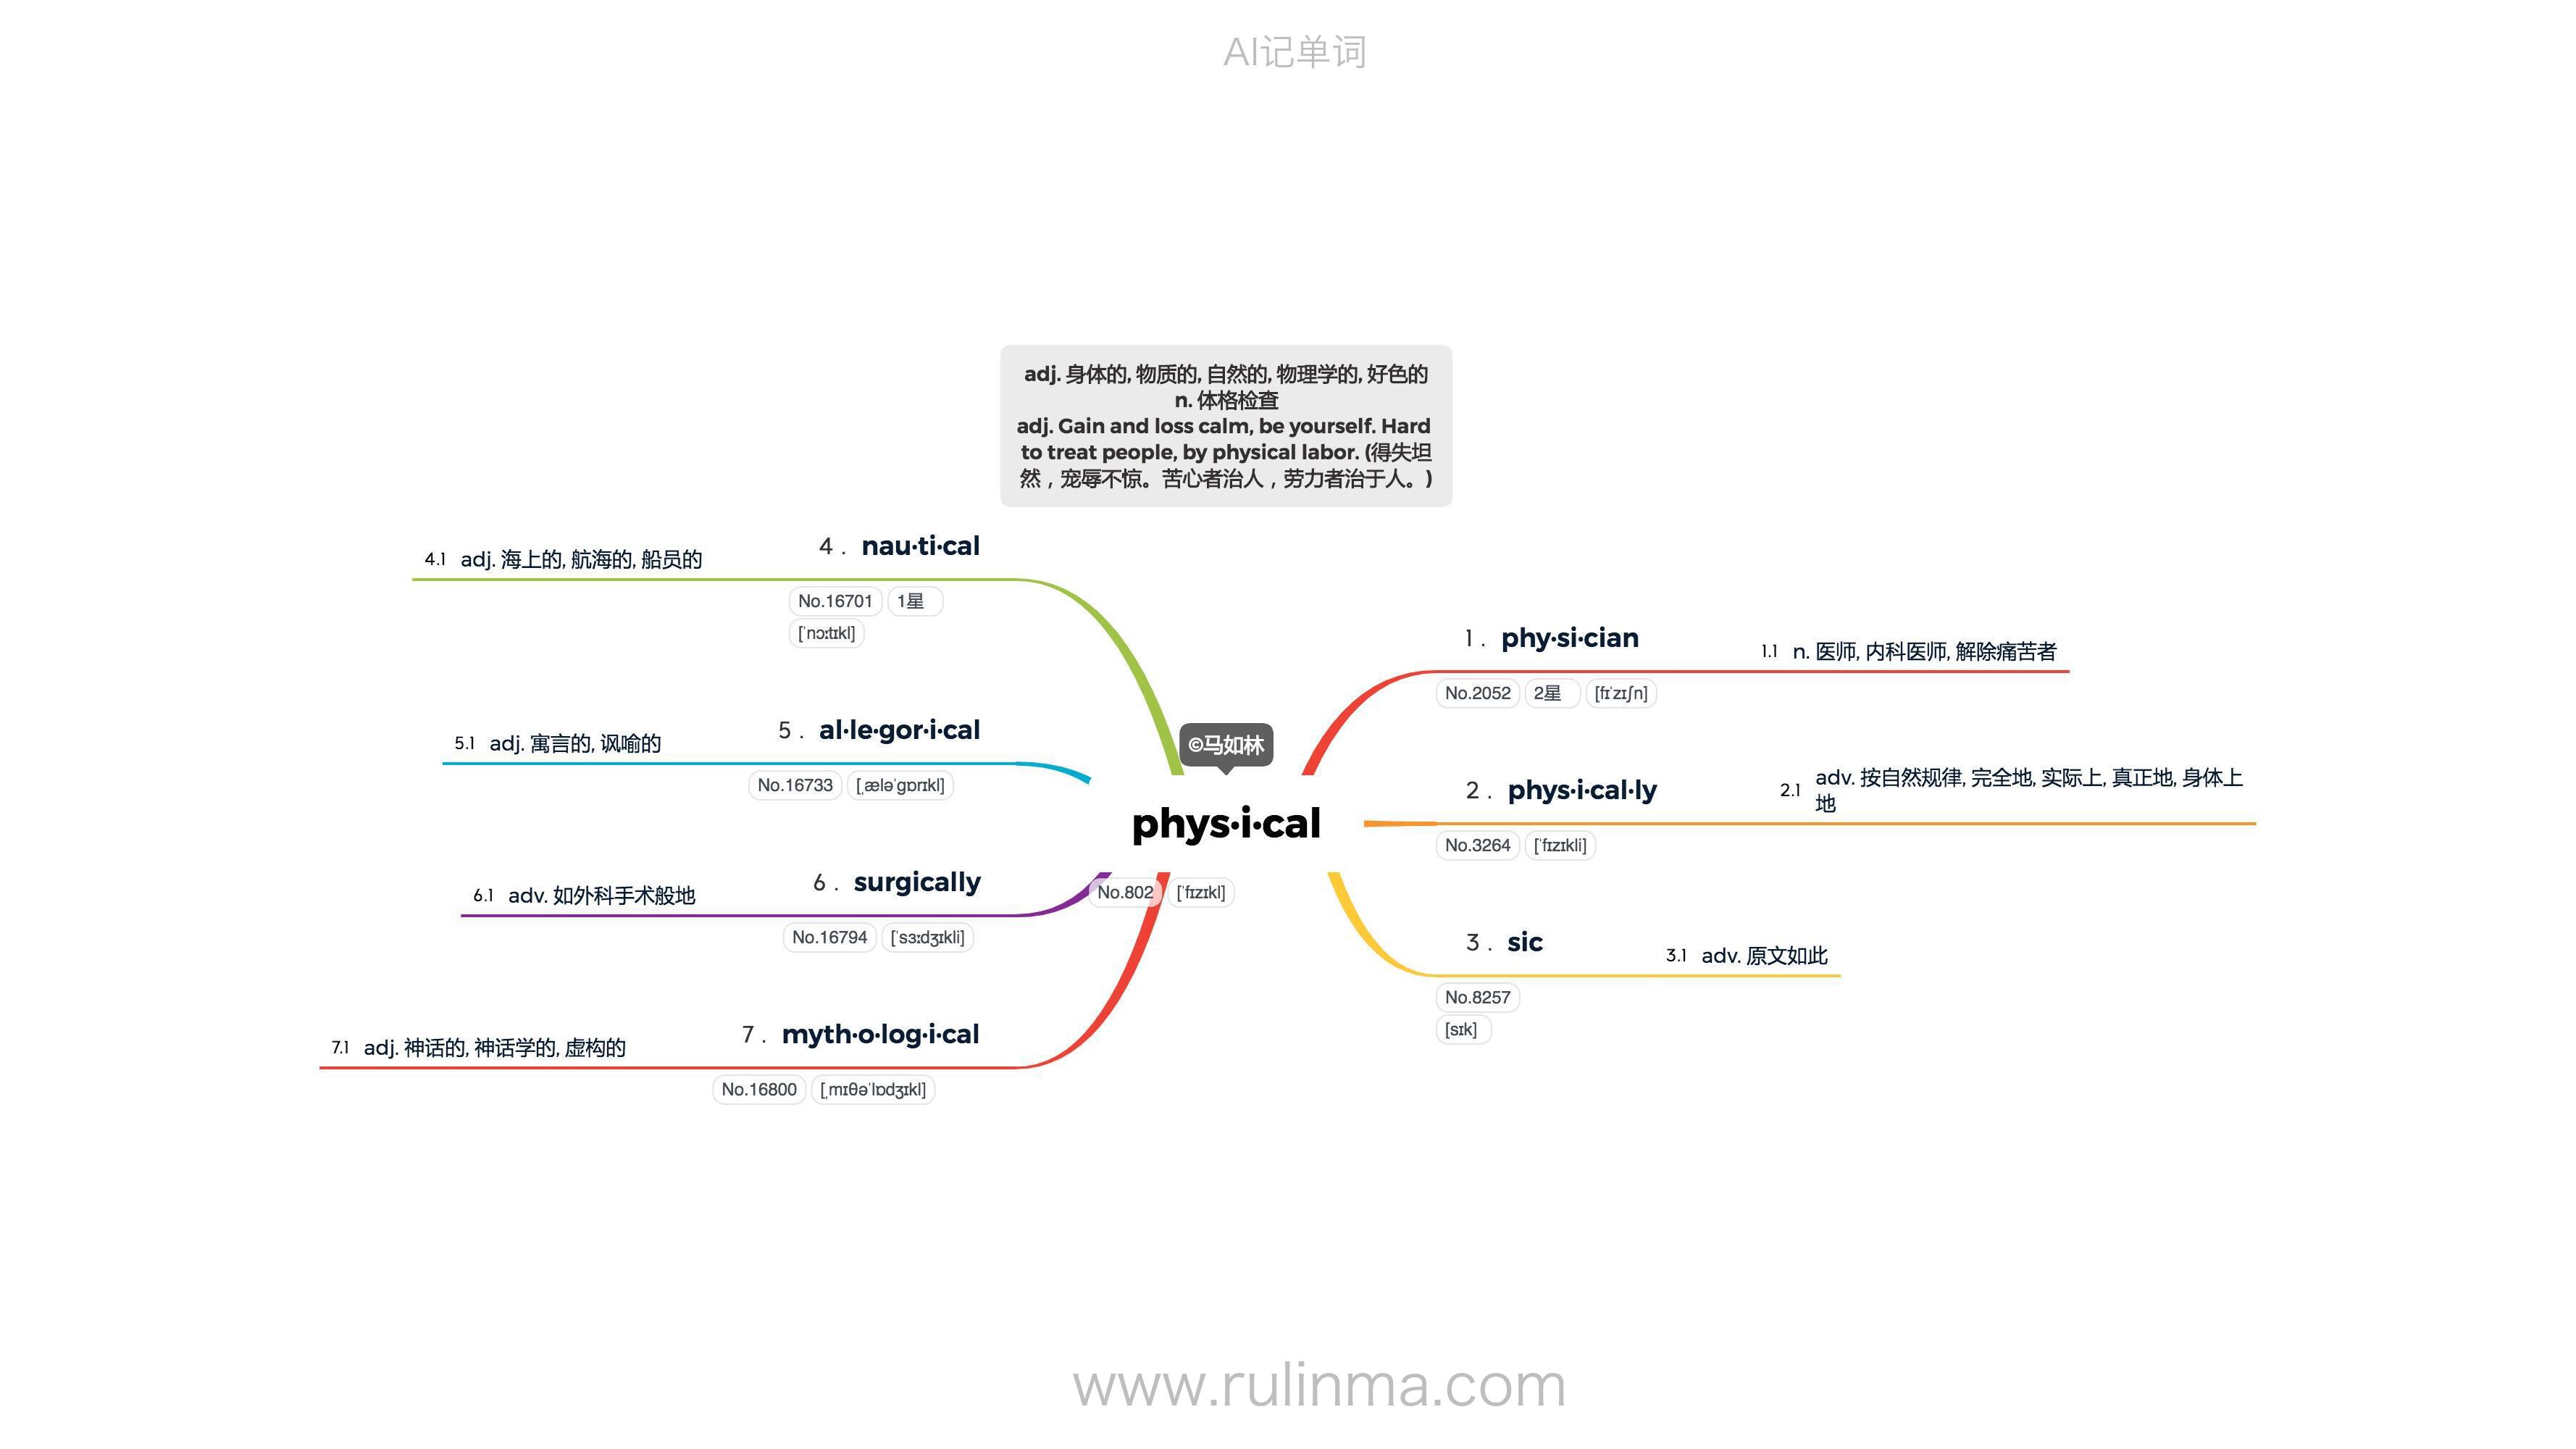 AI记单词
adj. 身体的, 物质的, 自然的, 物理学的, 好色的
n. 体格检查
adj. Gain and loss calm, be yourself. Hard
to treat people, by physical labor. (得失坦
然，宠辱不惊。苦心者治人，劳力者治于人。)
©马如林
phys·i·cal
No.802 [ˈfɪzɪkl]
1 . phy·si·cian
No.2052 2星 [fɪˈzɪʃn]
1.1 n. 医师, 内科医师, 解除痛苦者
2 . phys·i·cal·ly
No.3264 [ˈfɪzɪkli]
2.1 adv. 按自然规律, 完全地, 实际上, 真正地, 身体上
地
3 . sic
No.8257
[sɪk]
3.1 adv. 原文如此
4 . nau·ti·cal
No.16701 1星
[ˈnɔːtɪkl]
4.1 adj. 海上的, 航海的, 船员的
5 . al·le·gor·i·cal
No.16733 [ˌæləˈɡɒrɪkl]
5.1 adj. 寓言的, 讽喻的
6 . surgically
No.16794 [ˈsɜːdʒɪkli]
6.1 adv. 如外科手术般地
7 . myth·o·log·i·cal
No.16800 [ˌmɪθəˈlɒdʒɪkl]
7.1 adj. 神话的, 神话学的, 虚构的
www.rulinma.com